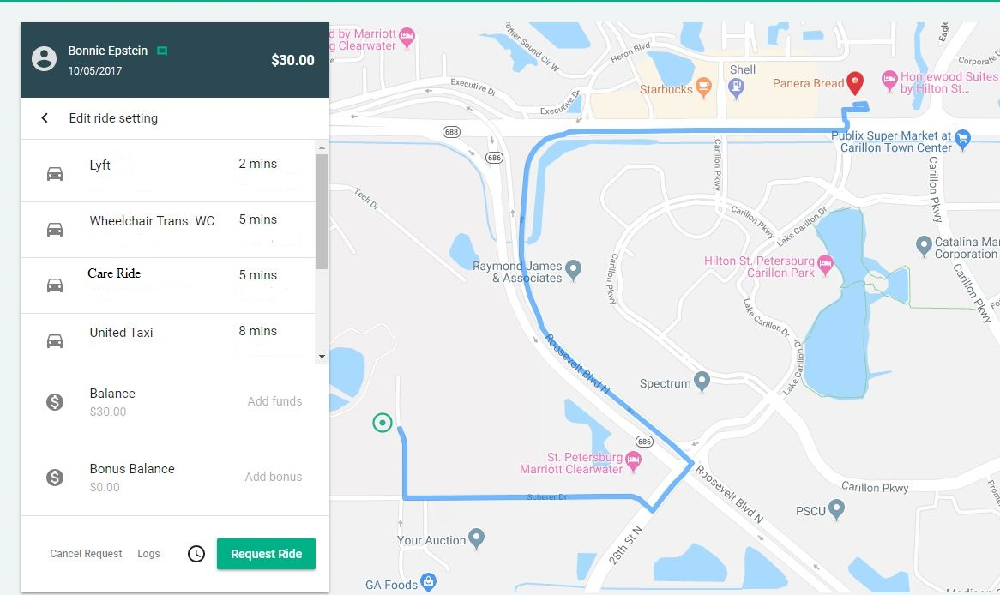 Bonnie Epstein
10/05/2017
$30.00
Edit ride setting
Lyft
2 mins
Wheelchair Trans. WC
5 mins
Care Ride
5 mins
United Taxi
8 mins
Balance
$30.00
Add funds
Bonus Balance
$0.00
Add bonus
Cancel Request
Logs
Request Ride
d by Marriott
g Clearwater
Sound Cir W
Heron Blvd
Eagle
Corporate
Executive Dr
Executive Dr
Starbucks
Shell
Panera Bread
Homewood Suites
by Hilton St...
688
686
Publix Super Market at
Carillon Town Center
Carillon Pkwy
Carillon Pkwy
Tech Dr
Carillon Pkwy
Lake Carillon Dr
Catalina Mar
Corporation
Raymond James
& Associates
Hilton St. Petersburg
Carillon Park
Carillon Pkwy
Carillon Pkwy
Lake Carillon Dr
Fo
Roosevelt Blvd N
Lake Carillon Dr
Spectrum
686
St. Petersburg
Marriott Clearwater
Roosevelt Blvd N
Carillon Pkwy
Prome
Scherer Dr
PSCU
Your Auction
28th St N
GA Foods